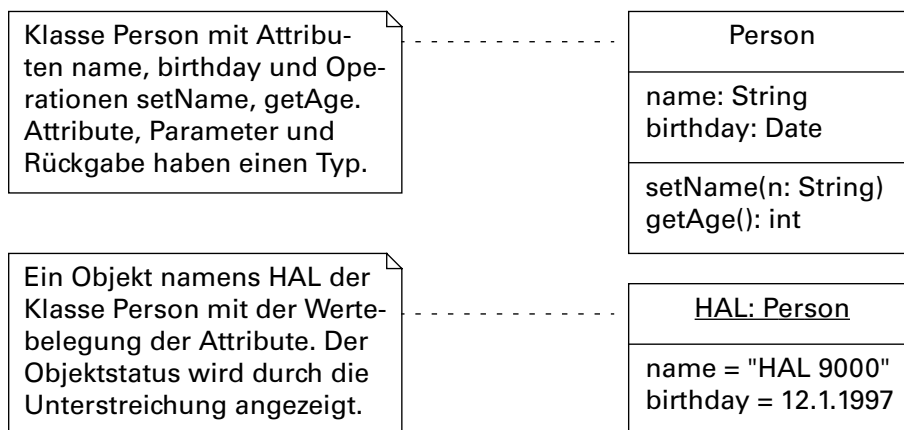 Klasse Person mit Attribu-
ten name, birthday und Ope-
rationen setName, getAge.
Attribute, Parameter und
Rückgabe haben einen Typ.
Person
name: String
birthday: Date
setName(n: String)
getAge(): int
Ein Objekt namens HAL der
Klasse Person mit der Werte-
belegung der Attribute. Der
Objektstatus wird durch die
Unterstreichung angezeigt.
HAL: Person
name = "HAL 9000"
birthday = 12.1.1997